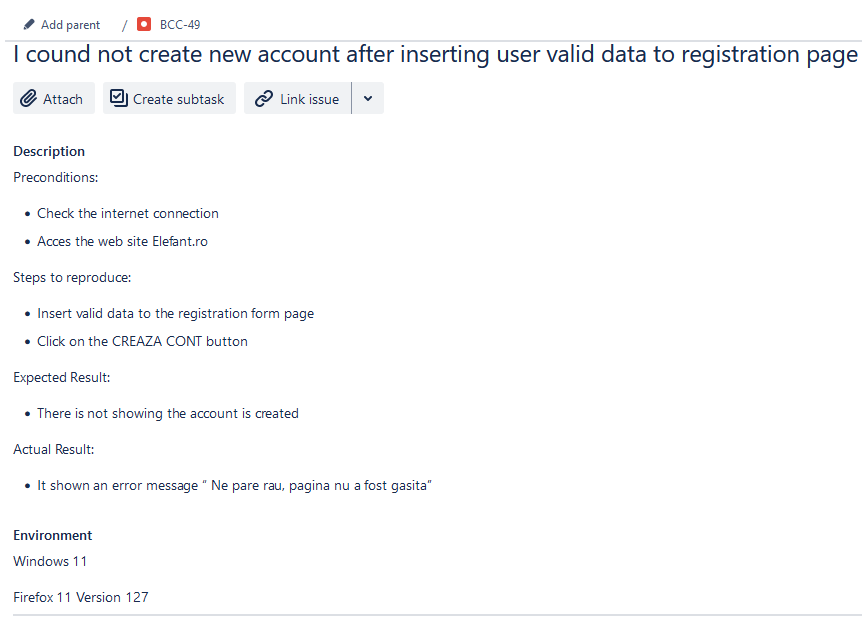 Add parent / BCC-49
I cound not create new account after inserting user valid data to registration page
Attach Create subtask Link issue
Description
Preconditions:
• Check the internet connection
• Acces the web site Elefant.ro
Steps to reproduce:
• Insert valid data to the registration form page
• Click on the CREAZA CONT button
Expected Result:
• There is not showing the account is created
Actual Result:
• It shown an error message “ Ne pare rau, pagina nu a fost gasita”
Environment
Windows 11
Firefox 11 Version 127